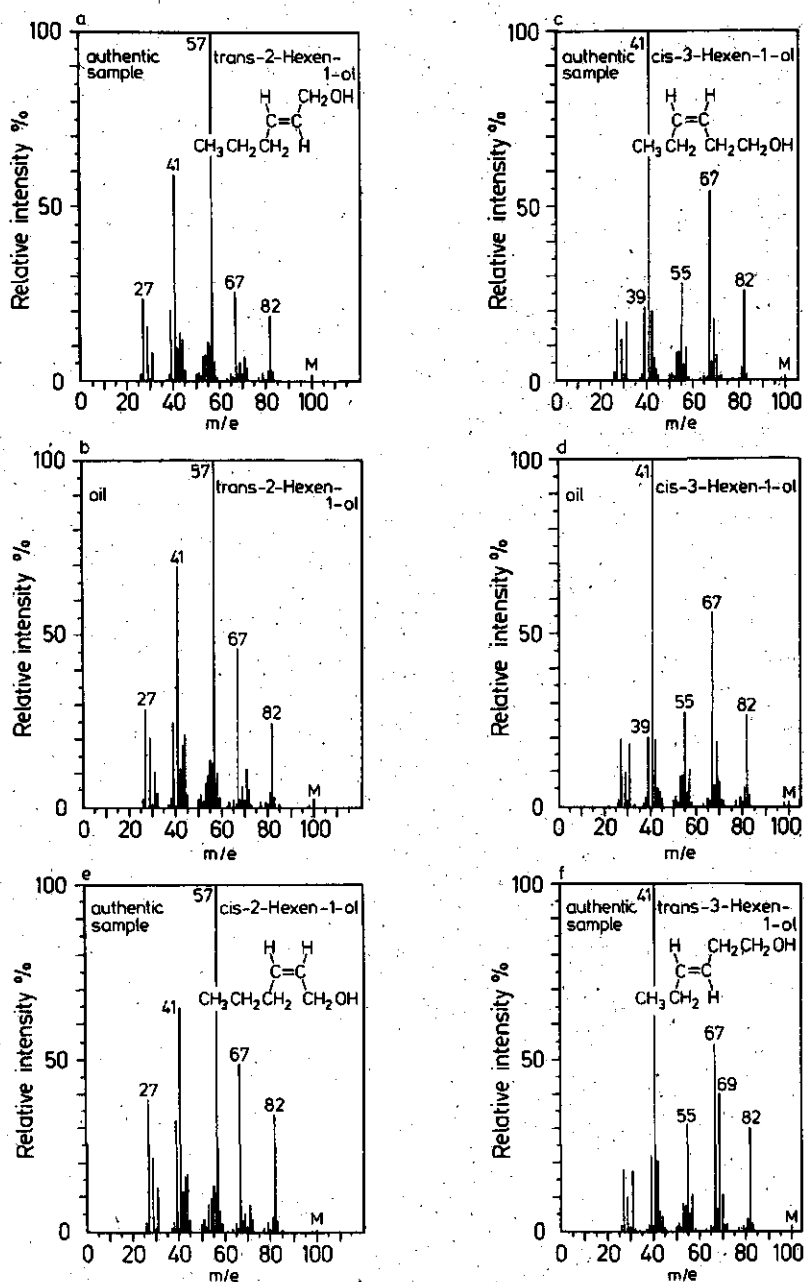 a
100
57
authentic
sample
trans-2-Hexen-
1-ol
H
CH₂OH
C=C
CH₃CH₂CH₂
H
41
50
27
67
82
M
0
0 20 40 60 80 100
m/e
Relative intensity %
c
100
41
authentic
sample
cis-3-Hexen-1-ol
H
H
C=C
CH₃CH₂
CH₂CH₂OH
67
50
39
55
82
M
0
0 20 40 60 80 100
m/e
Relative intensity %
b
100
57
oil
trans-2-Hexen-
1-ol
41
50
67
27
82
M
0
0 20 40 60 80 100
m/e
Relative intensity %
d
100
41
oil
cis-3-Hexen-1-ol
67
50
39
55
82
M
0
0 20 40 60 80 100
m/e
Relative intensity %
e
100
57
authentic
sample
cis-2-Hexen-1-ol
H
H
C=C
CH₃CH₂CH₂
CH₂OH
41
50
67
27
82
M
0
0 20 40 60 80 100
m/e
Relative intensity %
f
100
41
authentic
sample
trans-3-Hexen-
1-ol
CH₂CH₂OH
H
C=C
CH₃CH₂
H
67
50
69
55
82
M
0
0 20 40 60 80 100
m/e
Relative intensity %